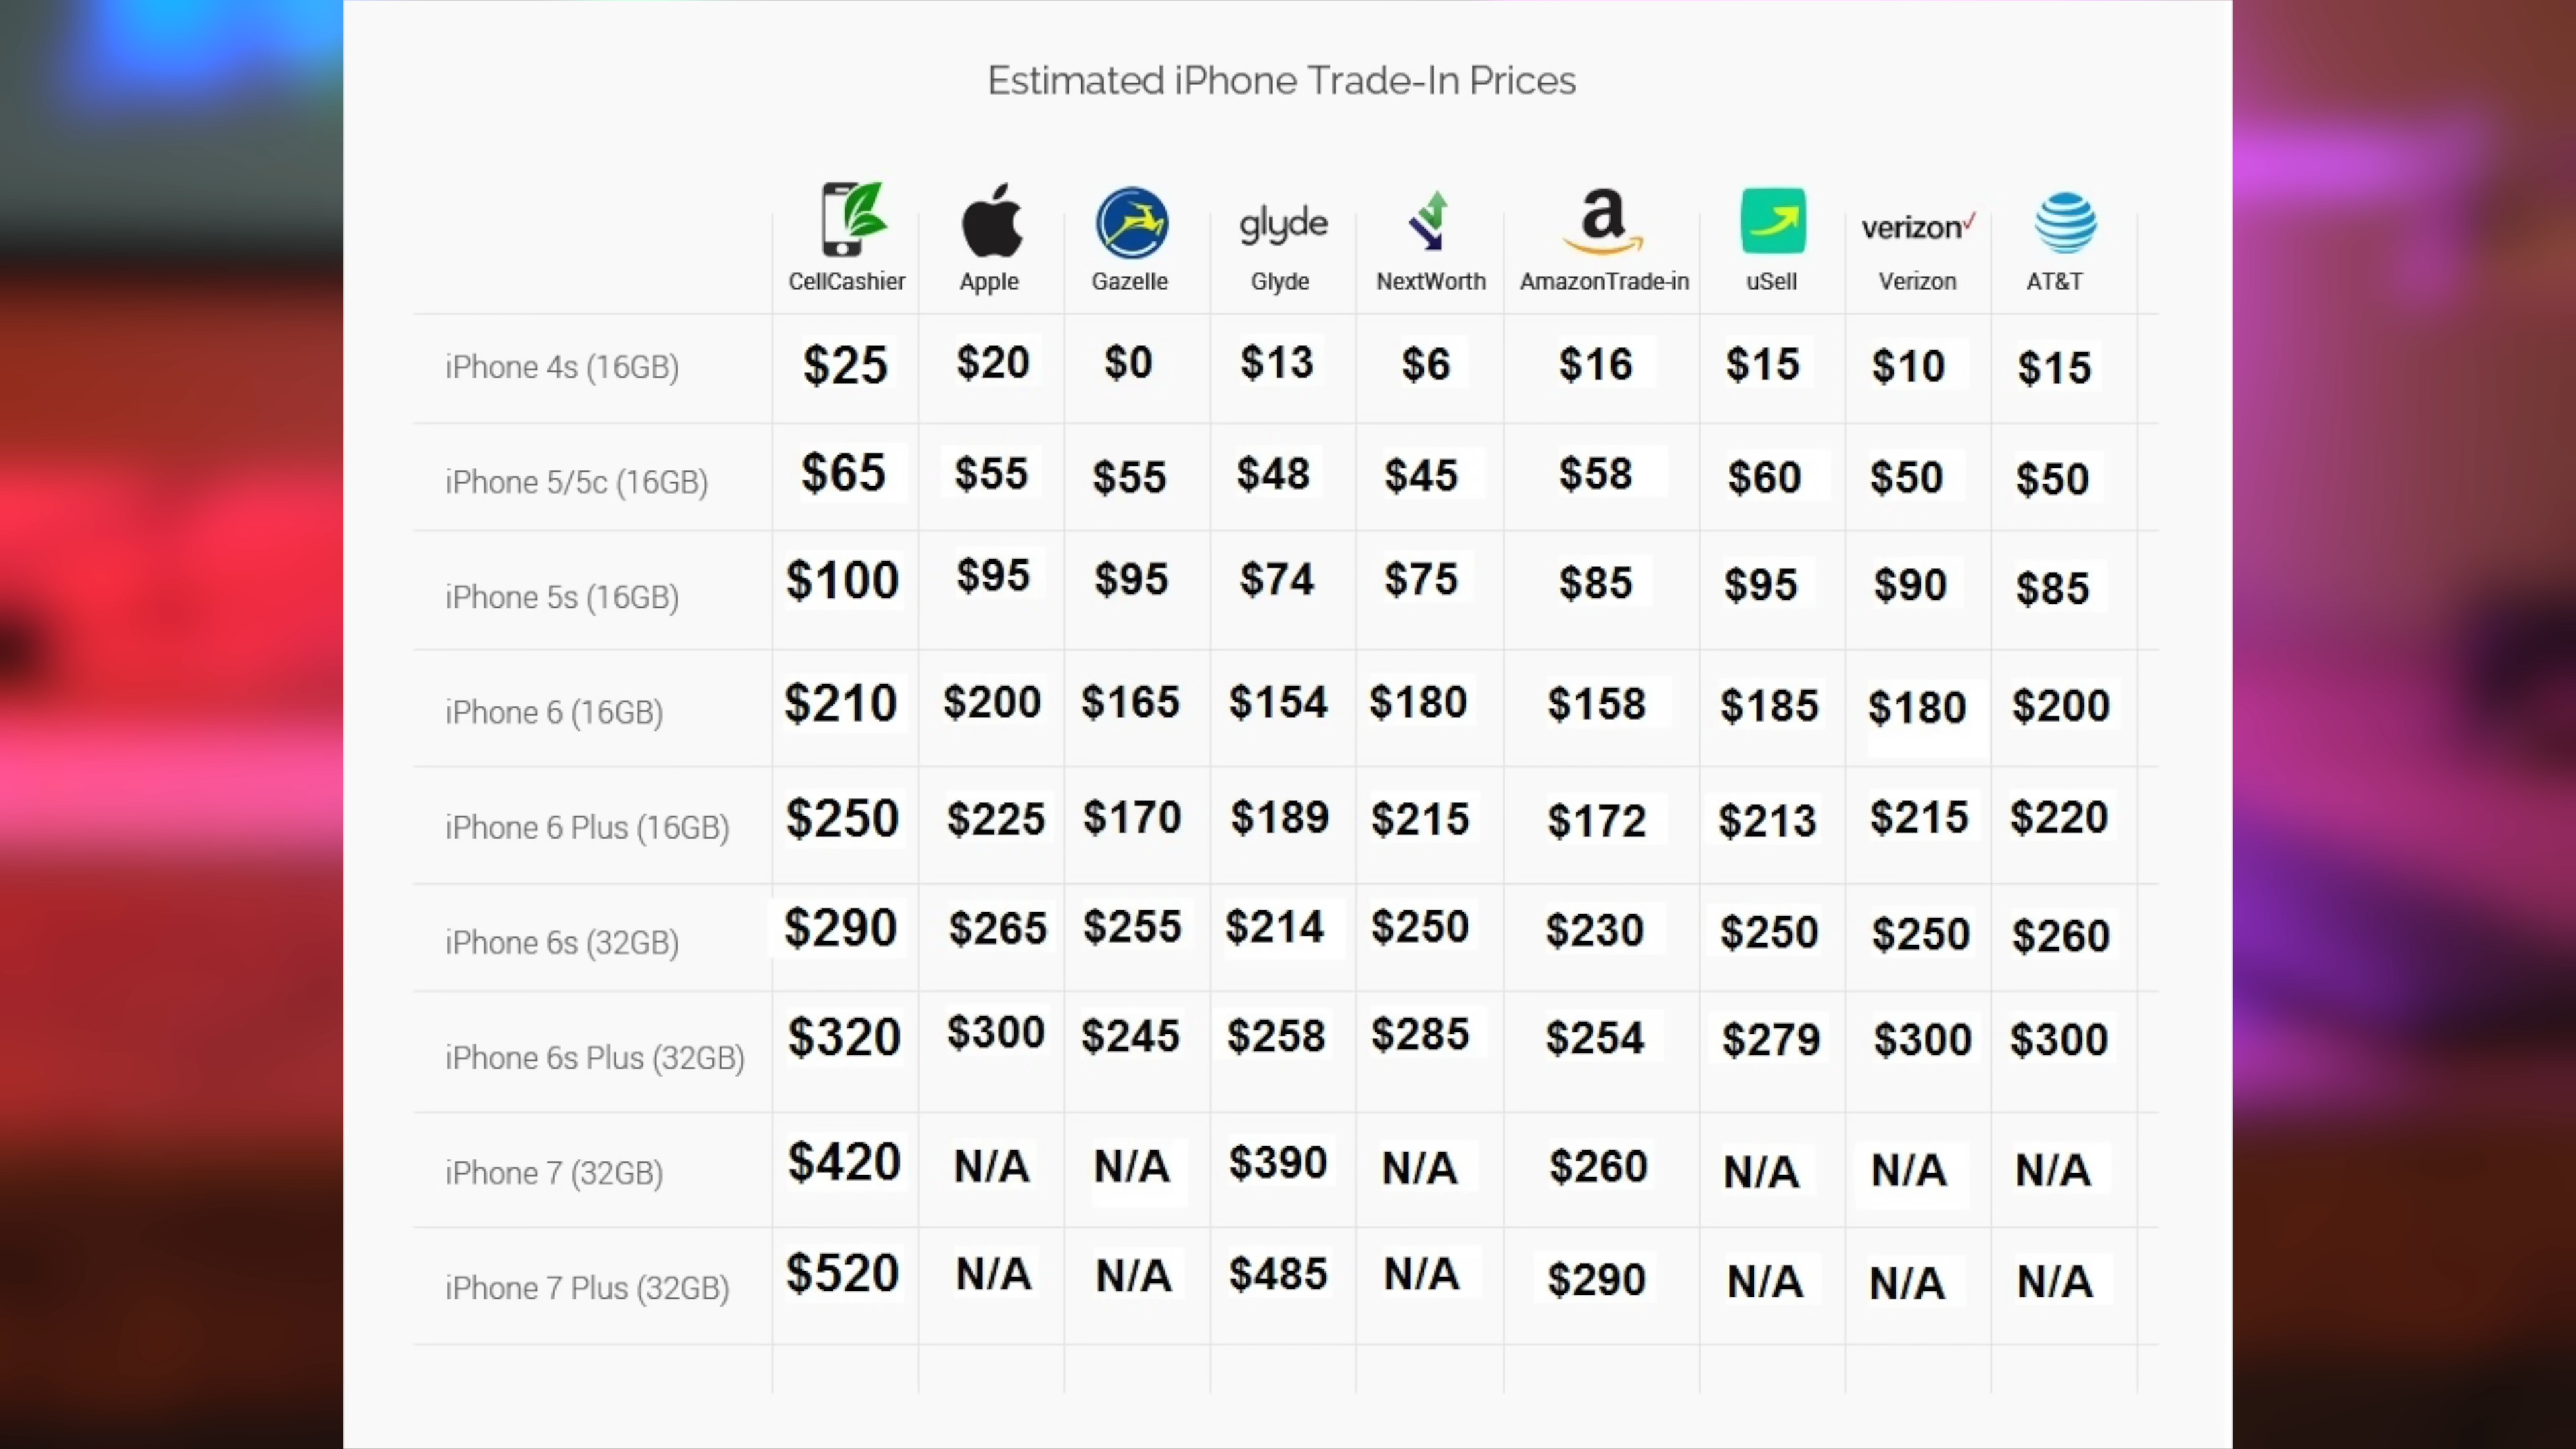 Estimated iPhone Trade-In Prices
a
glyde
verizon✓
CellCashier Apple Gazelle Glyde NextWorth AmazonTrade-in uSell Verizon AT&T
iPhone 4s (16GB) $25 $20 $0 $13 $6 $16 $15 $10 $15
iPhone 5/5c (16GB) $65 $55 $55 $48 $45 $58 $60 $50 $50
iPhone 5s (16GB) $100 $95 $95 $74 $75 $85 $95 $90 $85
iPhone 6 (16GB) $210 $200 $165 $154 $180 $158 $185 $180 $200
iPhone 6 Plus (16GB) $250 $225 $170 $189 $215 $172 $213 $215 $220
iPhone 6s (32GB) $290 $265 $255 $214 $250 $230 $250 $250 $260
iPhone 6s Plus (32GB) $320 $300 $245 $258 $285 $254 $279 $300 $300
iPhone 7 (32GB) $420 N/A N/A $390 N/A $260 N/A N/A N/A
iPhone 7 Plus (32GB) $520 N/A N/A $485 N/A $290 N/A N/A N/A